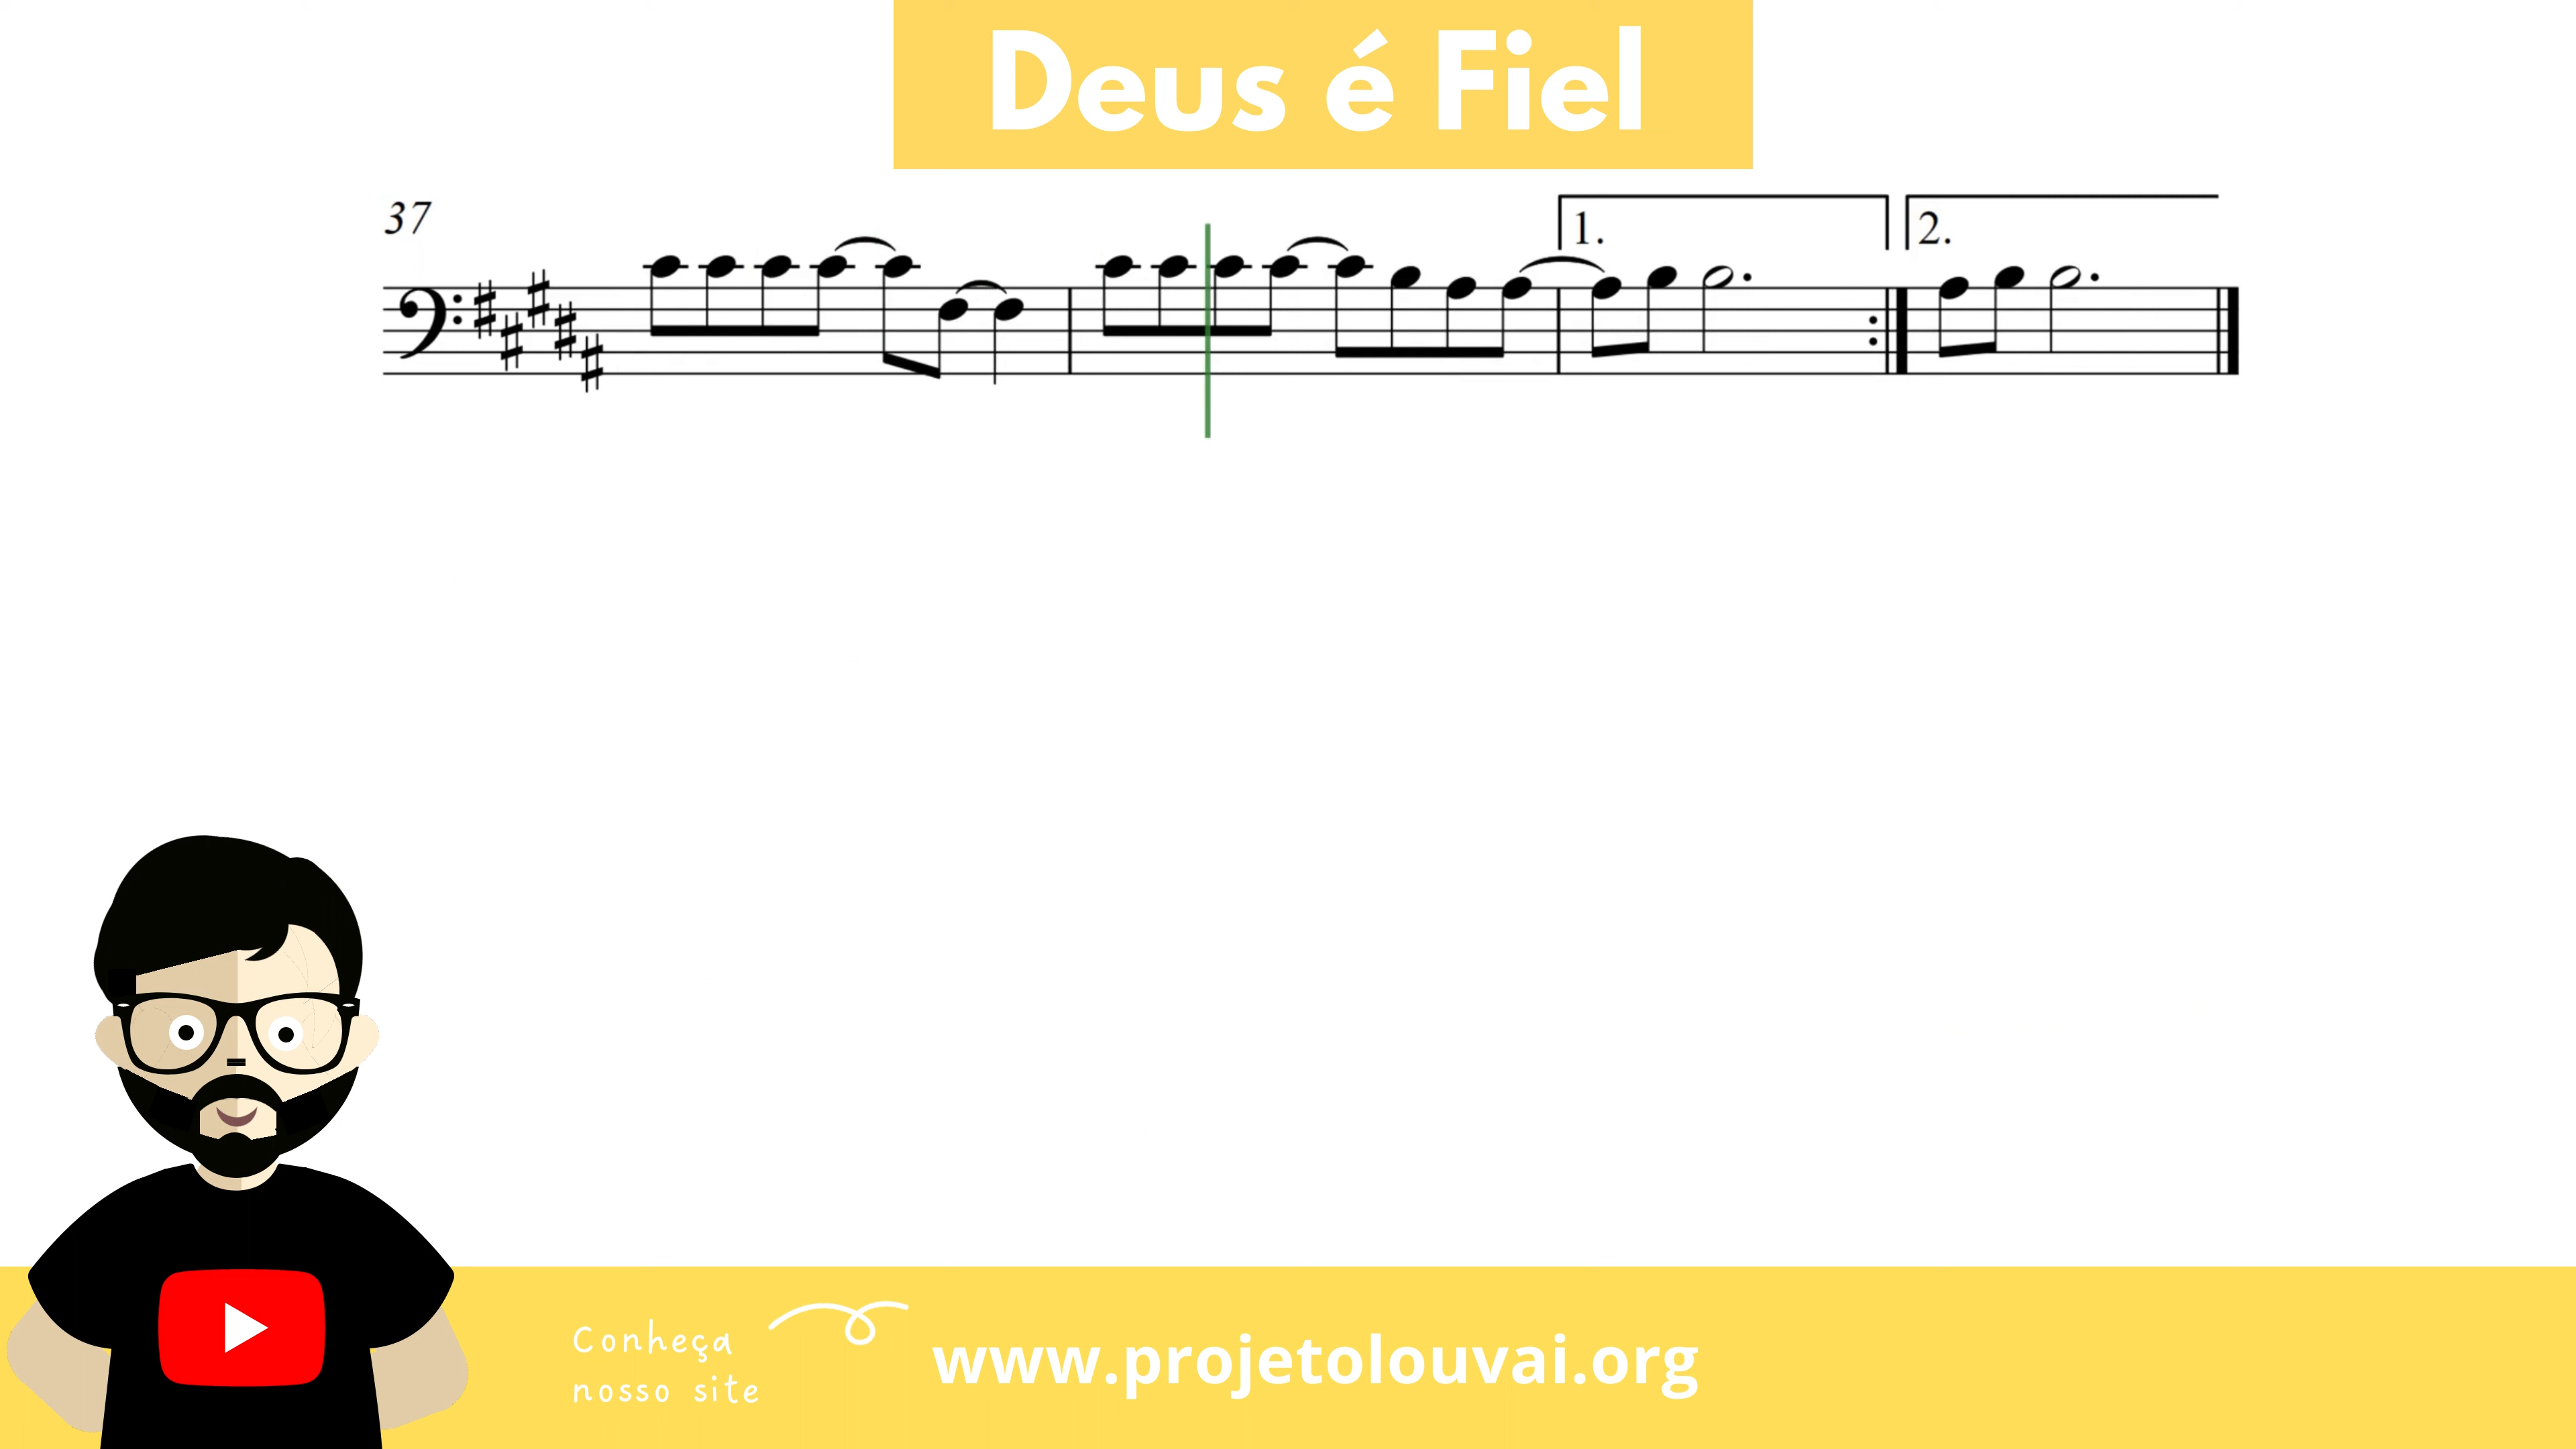 Deus é Fiel
37
1.
2.
Conheça
nosso site
www.projetolouvai.org